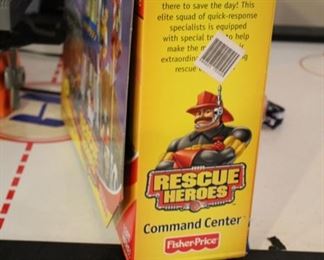 there to save the day! This
elite squad of quick-response
specialists is equipped
with special to help
make the
extraordin
rescue
RESCUE
HEROES
Command Center
Fisher-Price